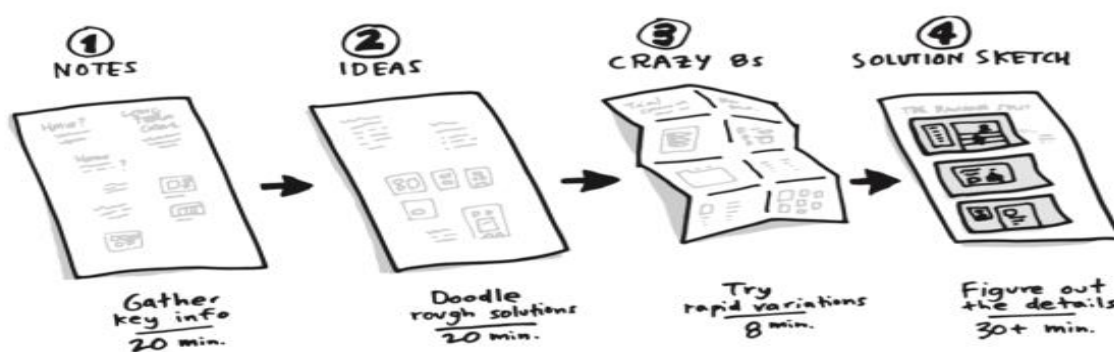 1
NOTES
Gather
key info
20 min.
2
IDEAS
80
Doodle
rough solutions
20 min.
3
CRAZY 8s
Try
rapid variations
8 min.
4
SOLUTION SKETCH
Figure out
the details
30+ min.